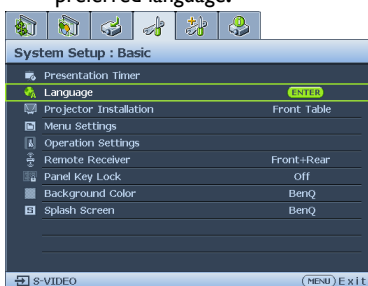 preferred language.
System Setup : Basic
Presentation Timer
Language ENTER
Projector Installation Front Table
Menu Settings
Operation Settings
Remote Receiver Front+Rear
Panel Key Lock Off
Background Color BenQ
S Splash Screen BenQ
S-VIDEO MENU Exit